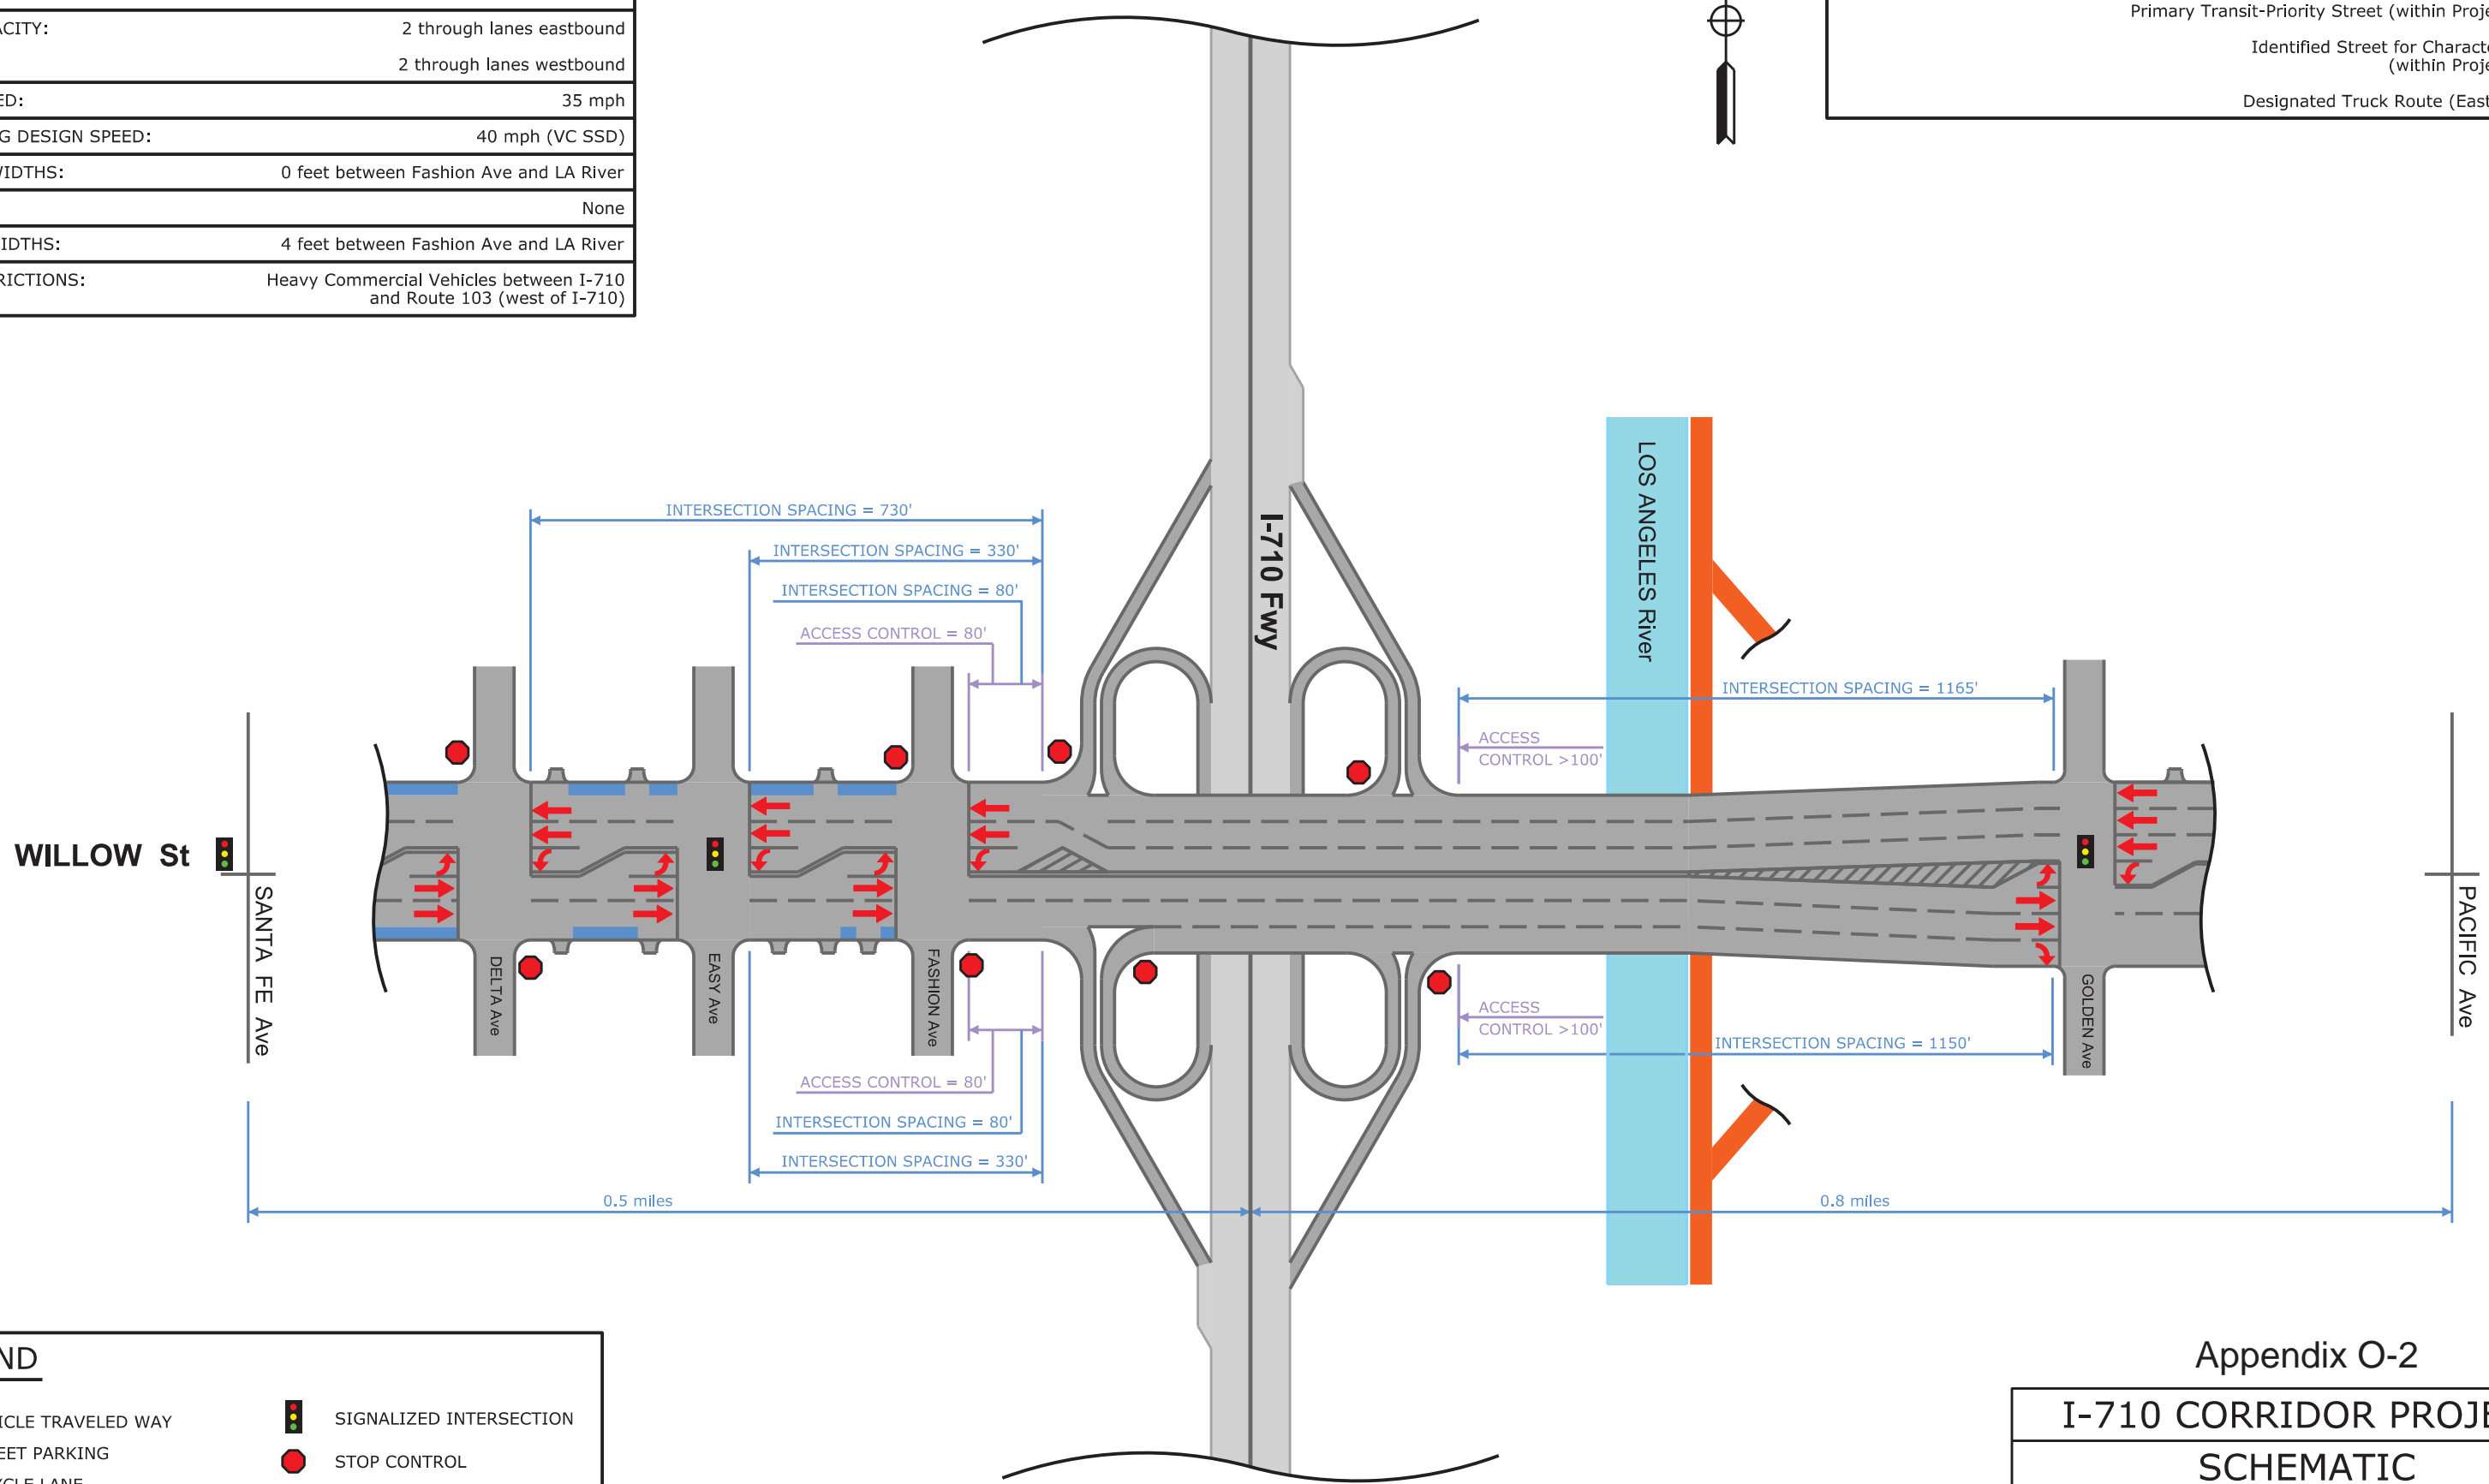 ACITY: 2 through lanes eastbound
2 through lanes westbound
ED: 35 mph
G DESIGN SPEED: 40 mph (VC SSD)
WIDTHS: 0 feet between Fashion Ave and LA River
None
IDTHS: 4 feet between Fashion Ave and LA River
RICTIONS: Heavy Commercial Vehicles between I-710
and Route 103 (west of I-710)
Primary Transit-Priority Street (within Proje
Identified Street for Characte
(within Proje
Designated Truck Route (East
INTERSECTION SPACING = 730'
INTERSECTION SPACING = 330'
INTERSECTION SPACING = 80'
ACCESS CONTROL = 80'
I-710 Fwy
LOS ANGELES River
INTERSECTION SPACING = 1165'
ACCESS
CONTROL >100'
WILLOW St
SANTA FE Ave
DELTA Ave
EASY Ave
FASHION Ave
GOLDEN Ave
PACIFIC Ave
ACCESS
CONTROL >100'
INTERSECTION SPACING = 1150'
ACCESS CONTROL = 80'
INTERSECTION SPACING = 80'
INTERSECTION SPACING = 330'
0.5 miles
0.8 miles
ND
ICLE TRAVELED WAY
EET PARKING
YCLE LANE
SIGNALIZED INTERSECTION
STOP CONTROL
Appendix O-2
I-710 CORRIDOR PROJE
SCHEMATIC